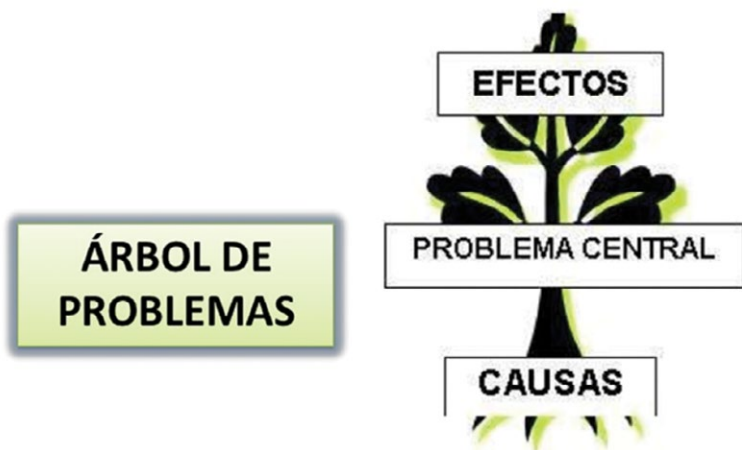 ÁRBOL DE
PROBLEMAS
EFECTOS
PROBLEMA CENTRAL
CAUSAS